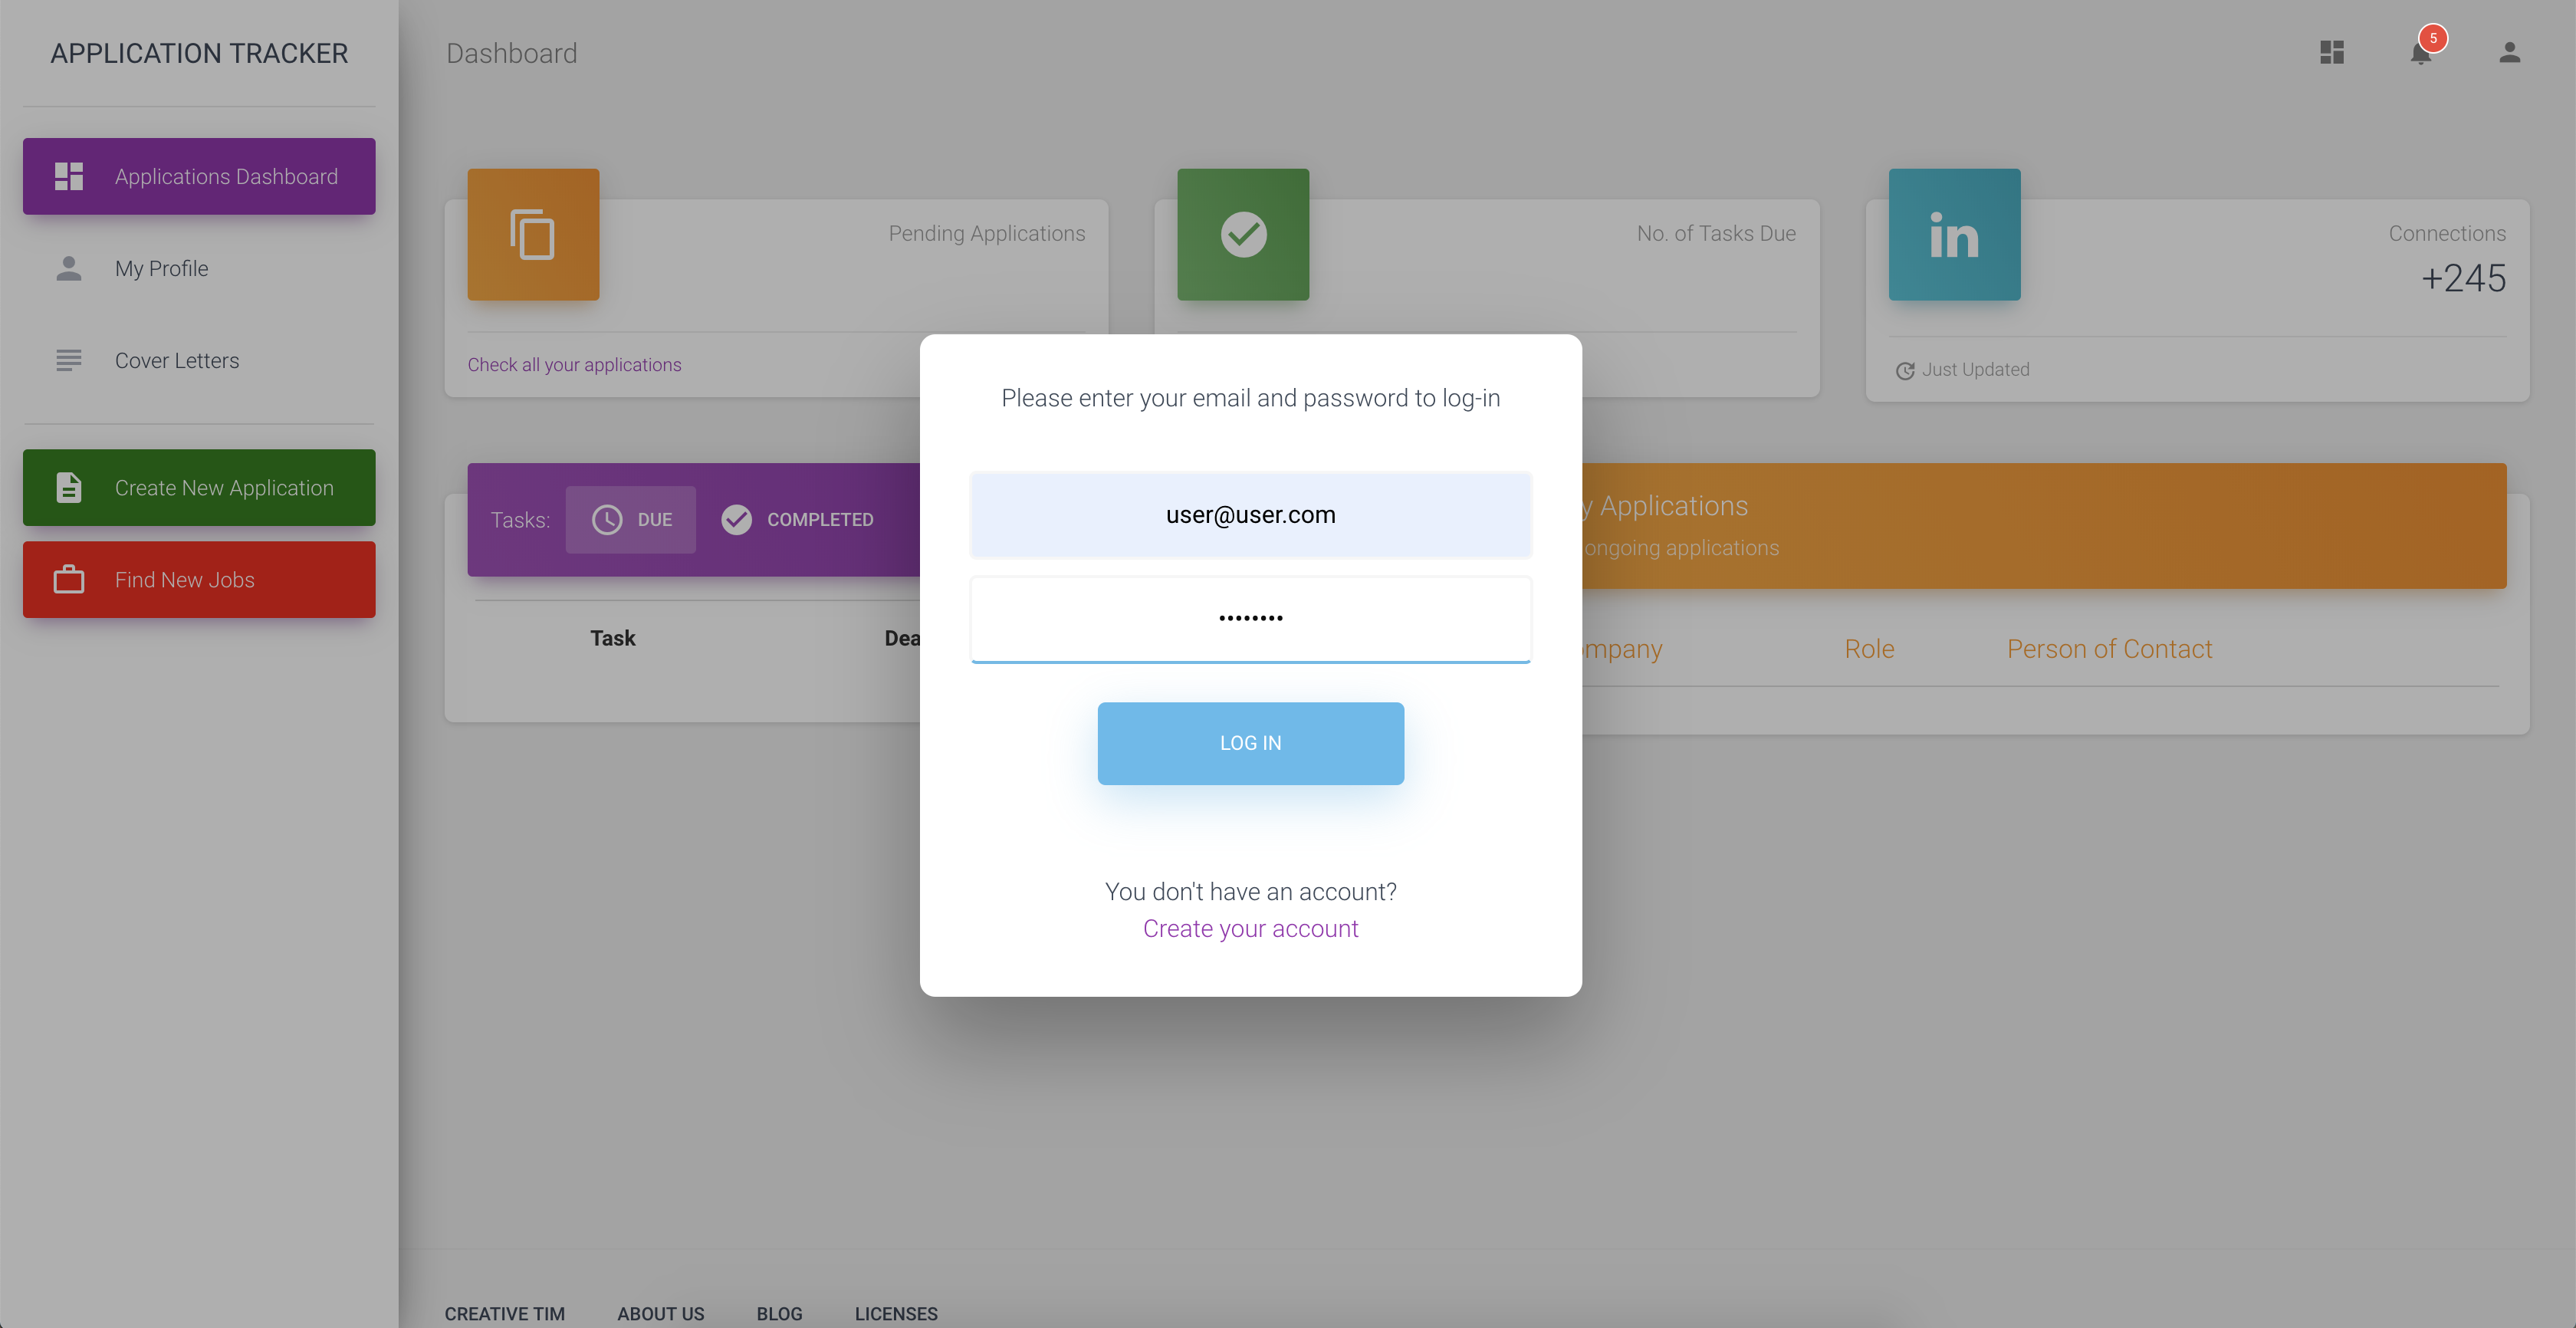 APPLICATION TRACKER
Applications Dashboard
My Profile
Cover Letters
Create New Application
Find New Jobs
Dashboard
5
Pending Applications
Check all your applications
No. of Tasks Due
in
Connections
+245
Just Updated
Tasks: DUE COMPLETED
Task
Please enter your email and password to log-in
user@user.com
LOG IN
You don't have an account?
Create your account
Applications
ongoing applications
Role Person of Contact
CREATIVE TIM ABOUT US BLOG LICENSES